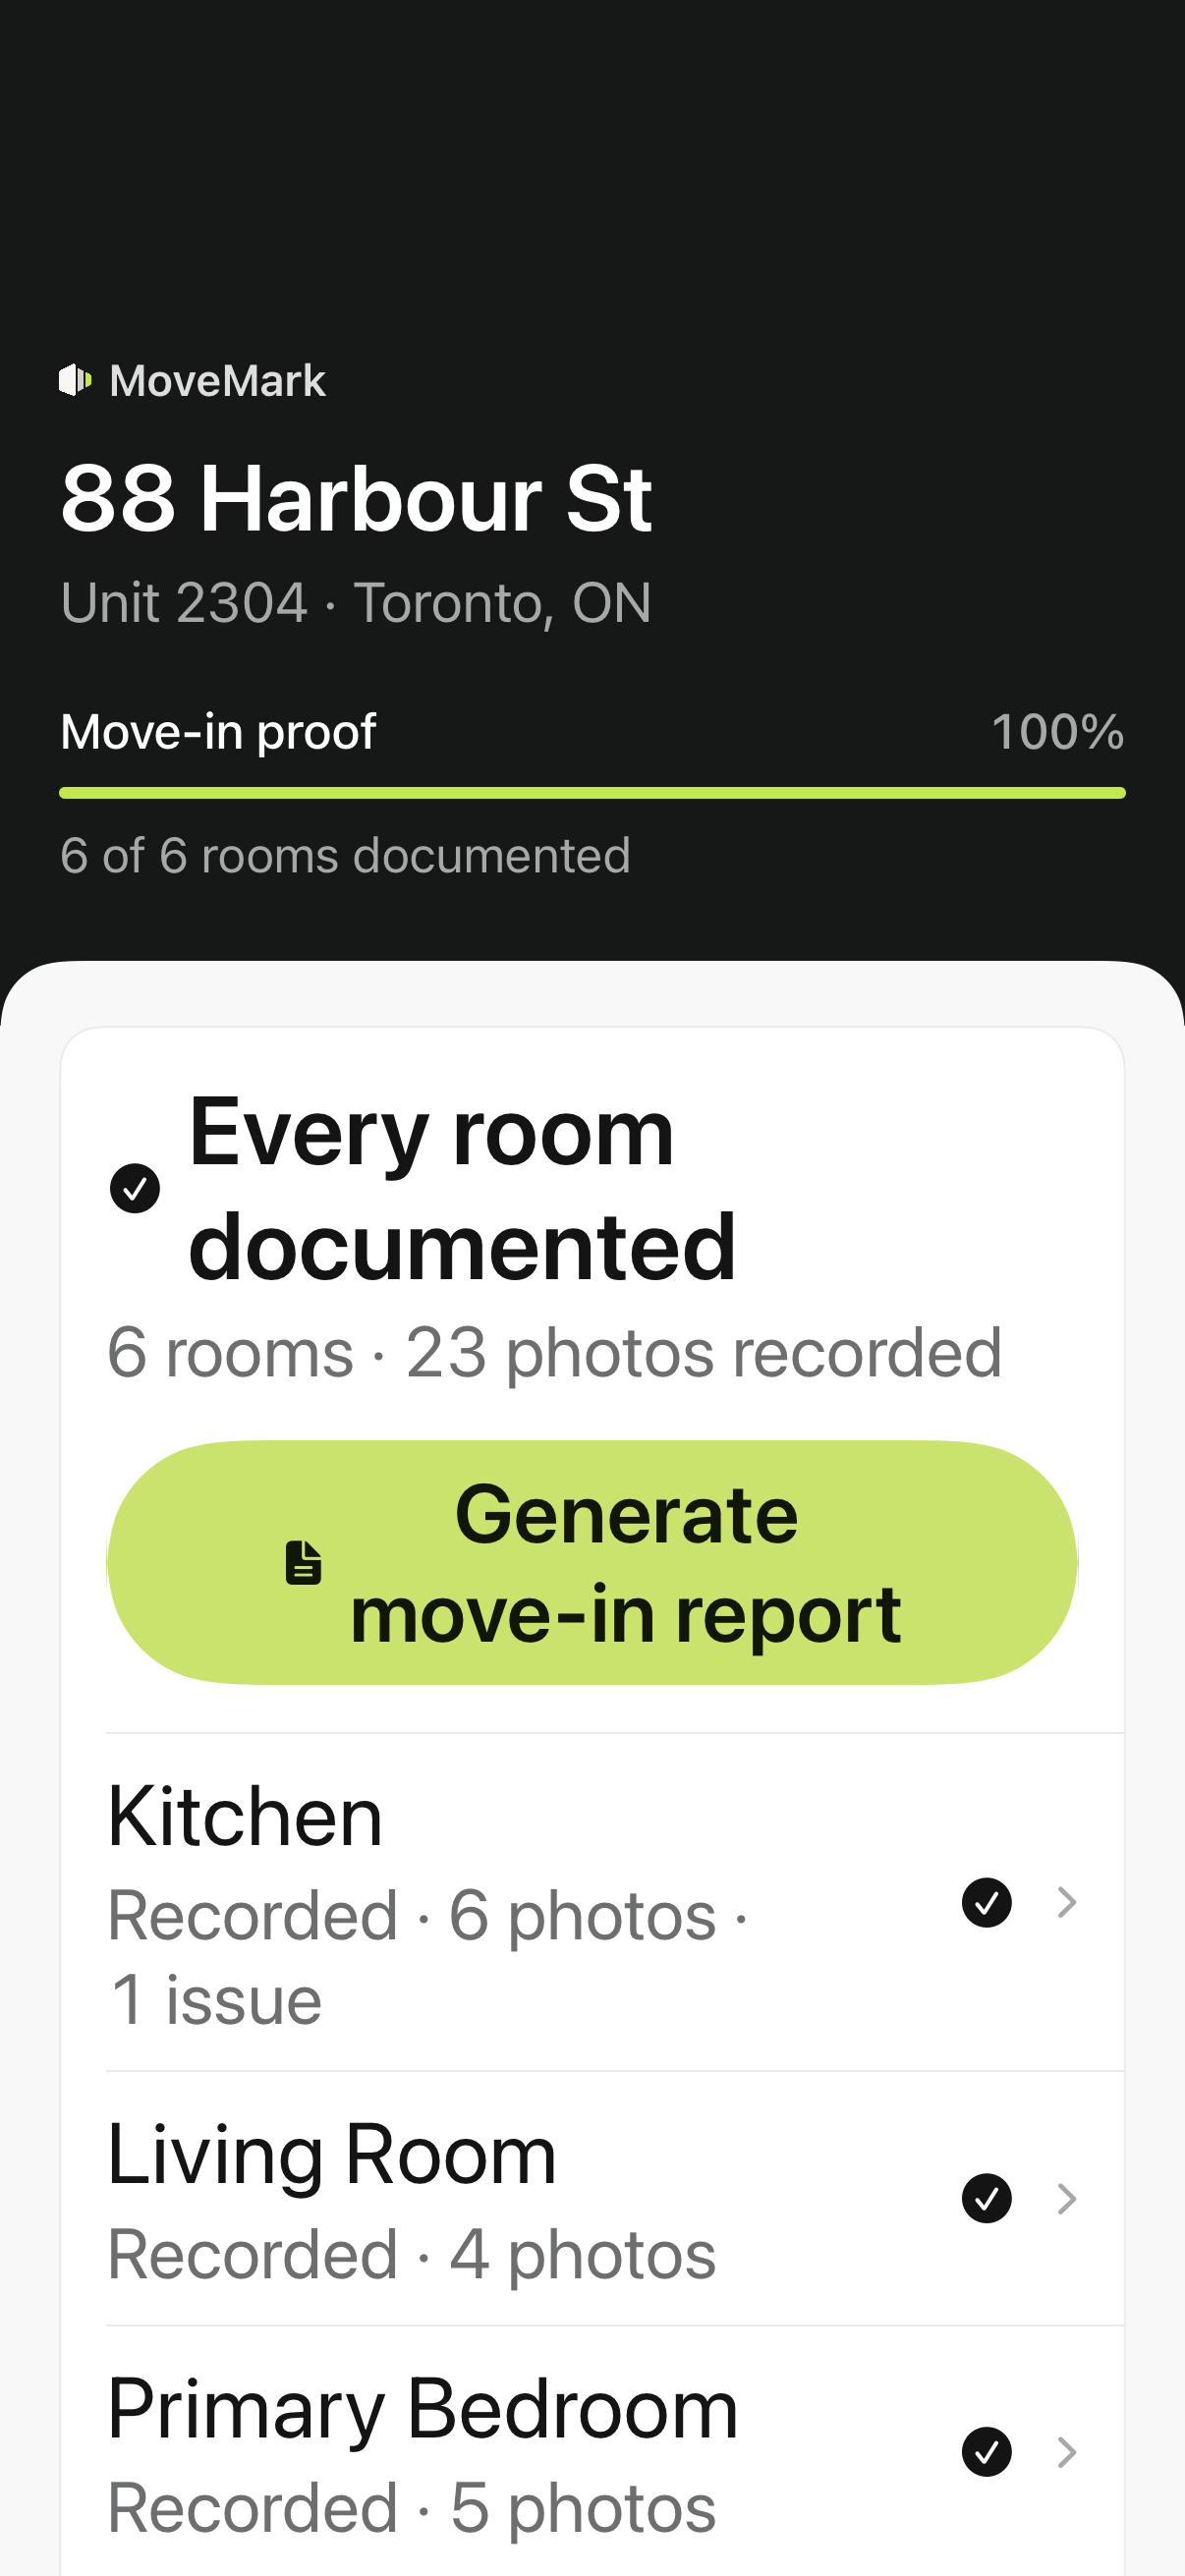 MoveMark
88 Harbour St
Unit 2304 · Toronto, ON
Move-in proof 100%
6 of 6 rooms documented
Every room
documented
6 rooms · 23 photos recorded
Generate
move-in report
Kitchen
Recorded · 6 photos ·
1 issue
Living Room
Recorded · 4 photos
Primary Bedroom
Recorded · 5 photos